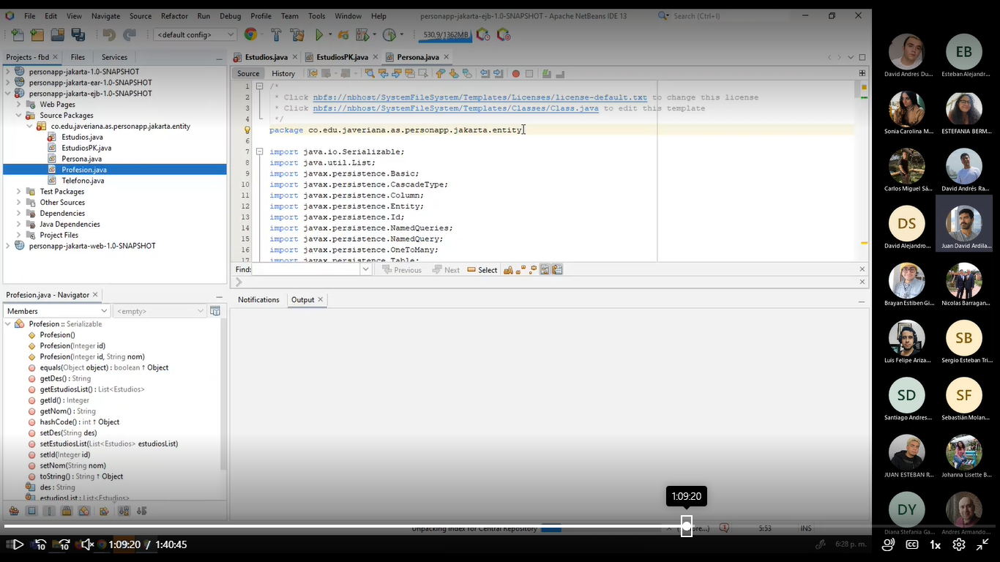 File Edit View Navigate Source Refactor Run Debug Profile Team Tools Window Help personapp-jakarta-ejb-1.0-SNAPSHOT - Apache NetBeans IDE 13 Search (Ctrl+I)
<default config> 530,9/1362MB
Projects - fbd Files Services
personapp-jakarta-1.0-SNAPSHOT
personapp-jakarta-ear-1.0-SNAPSHOT
personapp-jakarta-ejb-1.0-SNAPSHOT
Web Pages
Source Packages
co.edu.javeriana.as.personapp.jakarta.entity
Estudios.java
EstudiosPK.java
Persona.java
Profesion.java
Telefono.java
Test Packages
Other Sources
Dependencies
Java Dependencies
Project Files
personapp-jakarta-web-1.0-SNAPSHOT
Profesion.java - Navigator
Members <empty>
Profesion :: Serializable
Profesion()
Profesion(Integer id)
Profesion(Integer id, String nom)
equals(Object object) : boolean ↑ Object
getDes() : String
getEstudiosList() : List<Estudios>
getId() : Integer
getNom() : String
hashCode() : int ↑ Object
setDes(String des)
setEstudiosList(List<Estudios> estudiosList)
setId(Integer id)
setNom(String nom)
toString() : String ↑ Object
des : String
estudiosList : List<Estudios>
Estudios.java EstudiosPK.java Persona.java
Source History
1 /*
2 * Click nbfs://nbhost/SystemFileSystem/Templates/Licenses/license-default.txt to change this license
3 * Click nbfs://nbhost/SystemFileSystem/Templates/Classes/Class.java to edit this template
4 */
package co.edu.javeriana.as.personapp.jakarta.entity
6
7 import java.io.Serializable;
8 import java.util.List;
9 import javax.persistence.Basic;
10 import javax.persistence.CascadeType;
11 import javax.persistence.Column;
12 import javax.persistence.Entity;
13 import javax.persistence.Id;
14 import javax.persistence.NamedQueries;
15 import javax.persistence.NamedQuery;
16 import javax.persistence.OneToMany;
17 import javax.persistence.Table;
Find: Previous Next Select
Notifications Output
Unpacking index for Central Repository 5:53 INS
1:09:20
1:09:20 / 1:40:45
1x
6:28 p. m.
David Andres Du...
EB
Esteban Alejandr...
Sonia Carolina M...
ESTEFANIA BERM...
Carlos Miguel Sá...
David Andrés Ra...
DS
David Alejandro...
Juan David Ardila...
Brayan Estiben Gi...
Nicolas Barragan...
Luis Felipe Ariza...
SB
Sergio Esteban Tri...
SD
Santiago Andres...
SF
Sebastián Molan...
JUAN ESTEBAN R...
Johanna Lisette B...
DY
Diana Stefania Ga...
Andres Armando...